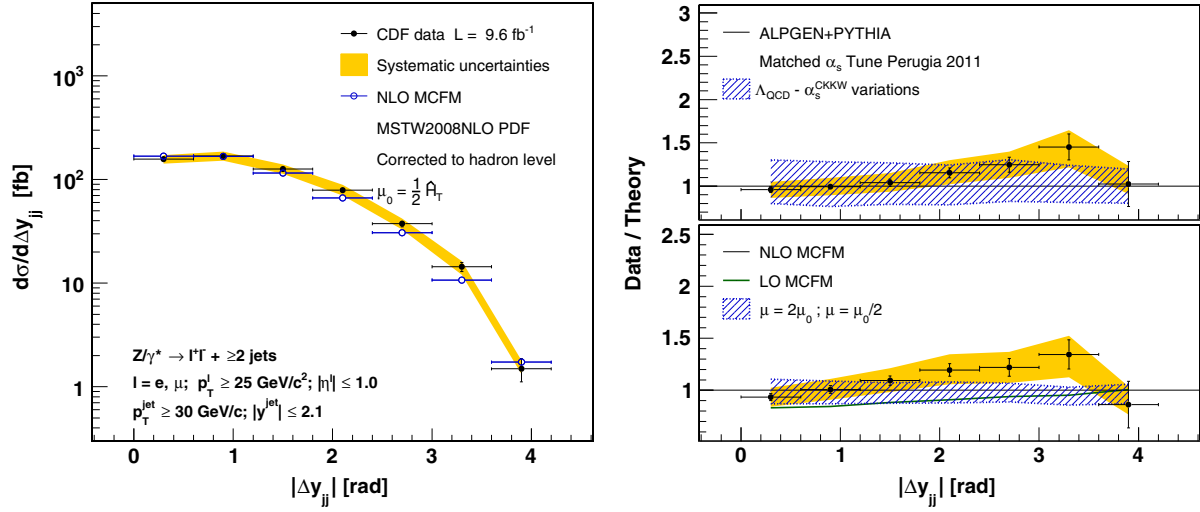 CDF data L = 9.6 fb⁻¹
Systematic uncertainties
NLO MCFM
MSTW2008NLO PDF
Corrected to hadron level
μ₀ = 1/2 Ĥ_T
dσ/dΔy_jj [fb]
10³
10²
10
1
Z/γ* → l⁺l⁻ + ≥2 jets
l = e, μ; p_T^l ≥ 25 GeV/c²; |η^l| ≤ 1.0
p_T^jet ≥ 30 GeV/c; |y^jet| ≤ 2.1
0 1 2 3 4
|Δy_jj| [rad]
Data / Theory
3
2.5
2
1.5
1
ALPGEN+PYTHIA
Matched α_s Tune Perugia 2011
Λ_QCD - α_s^CKKW variations
2.5
2
1.5
1
NLO MCFM
LO MCFM
μ = 2μ₀ ; μ = μ₀/2
0 1 2 3 4
|Δy_jj| [rad]